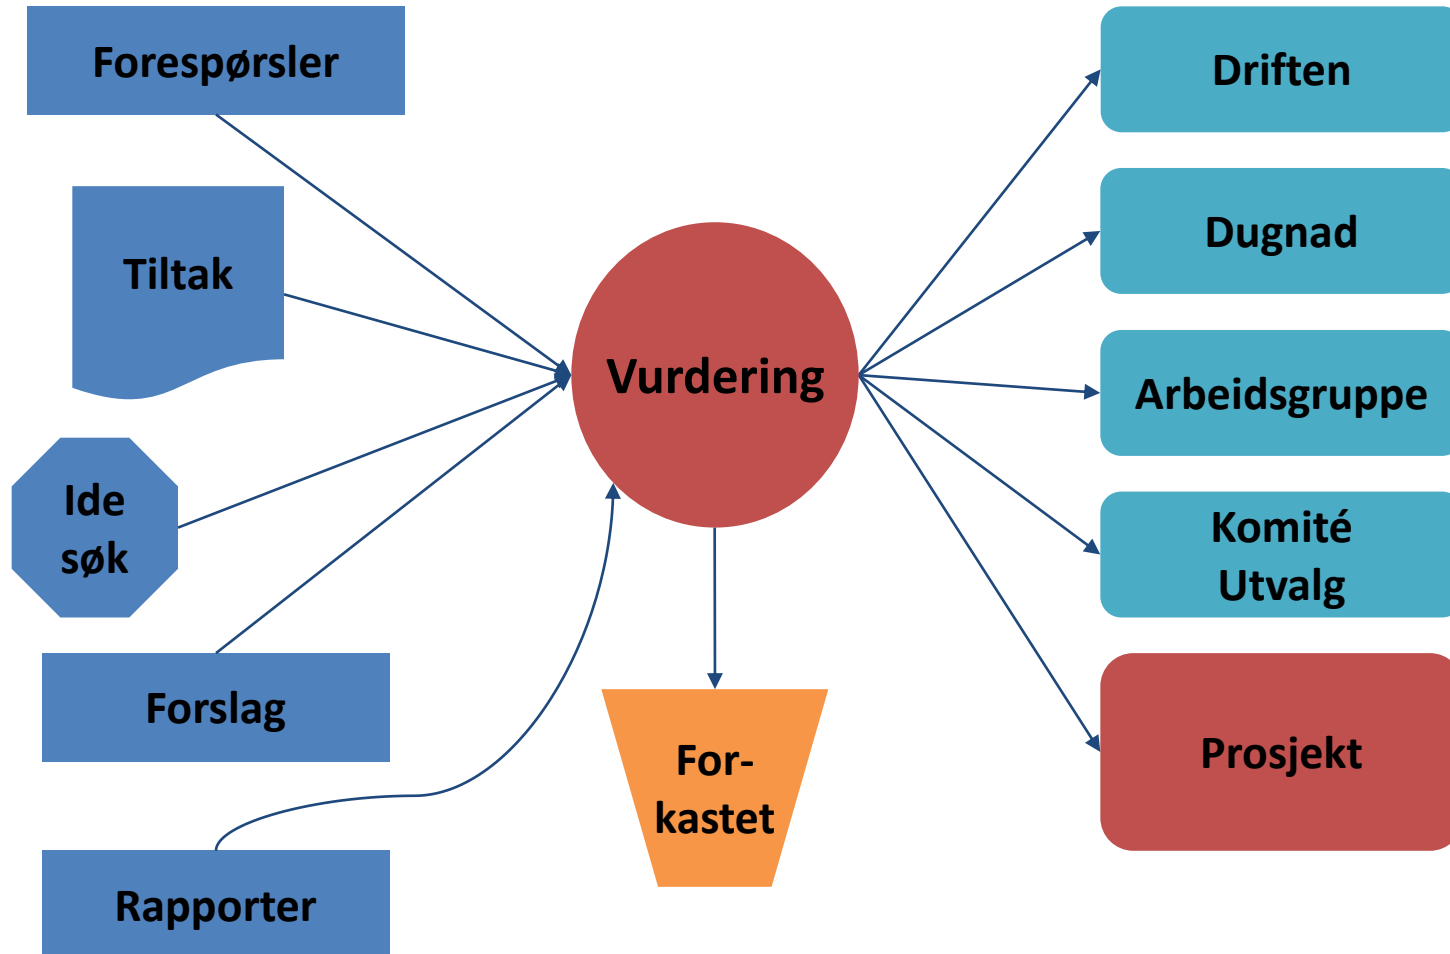 Forespørsler
Tiltak
Ide
søk
Forslag
Rapporter
Vurdering
For-
kastet
Driften
Dugnad
Arbeidsgruppe
Komité
Utvalg
Prosjekt